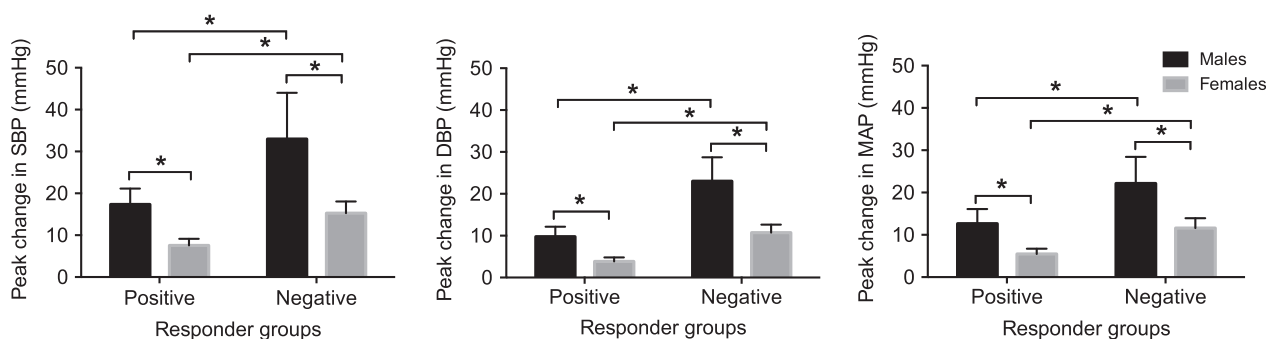 Peak change in SBP (mmHg)
50
40
30
20
10
0
*
*
*
*
Positive
Negative
Responder groups
Peak change in DBP (mmHg)
50
40
30
20
10
0
*
*
*
*
Positive
Negative
Responder groups
Peak change in MAP (mmHg)
50
40
30
20
10
0
*
*
*
*
Positive
Negative
Responder groups
Males
Females